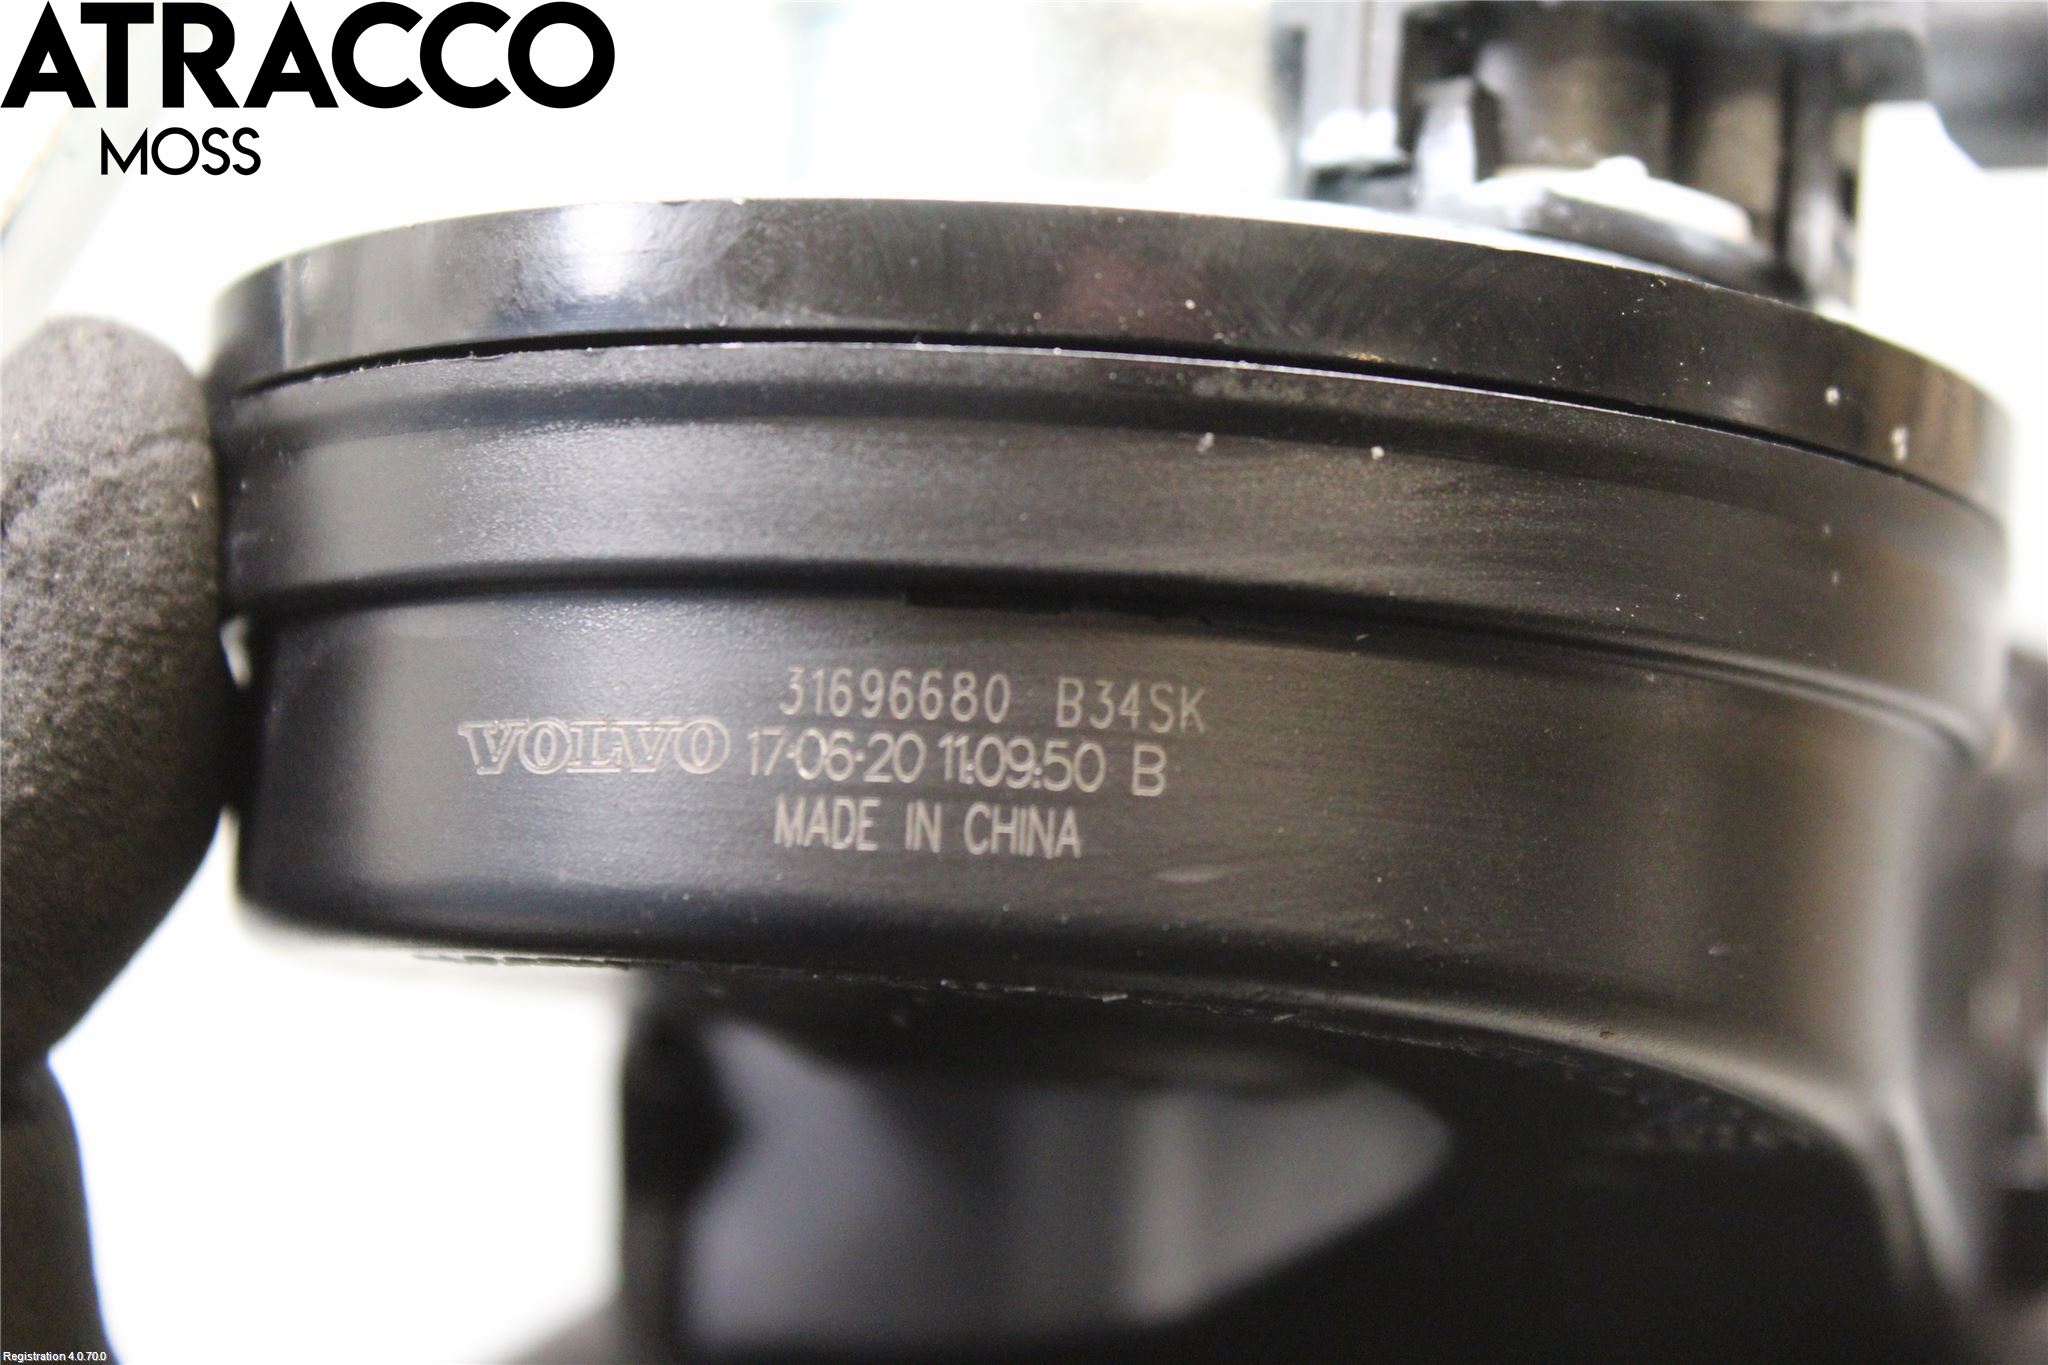 ATRACCO
MOSS
31696680 B34SK
VOLVO 17-06-20 11:09:50 B
MADE IN CHINA
Registration 4.0.70.0